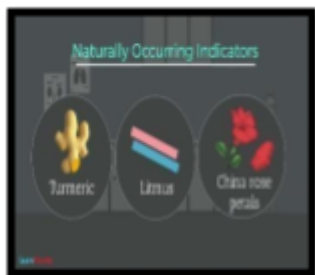 Naturally Occurring Indicators
Turmeric
Litmus
China rose
petals